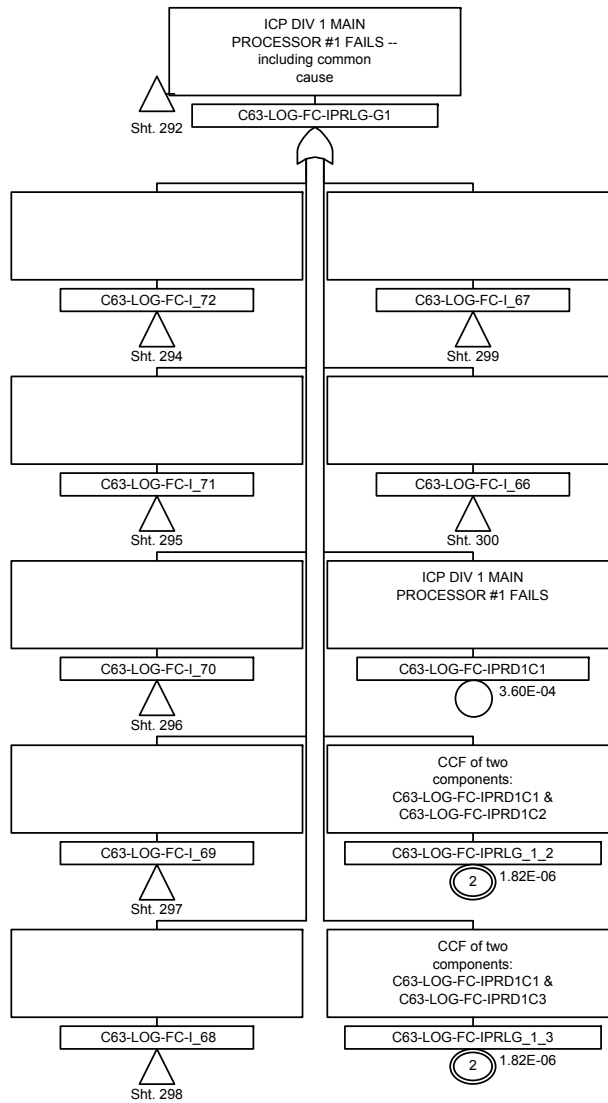 ICP DIV 1 MAIN
PROCESSOR #1 FAILS --
including common
cause
Sht. 292
C63-LOG-FC-IPRLG-G1
C63-LOG-FC-I_72
Sht. 294
C63-LOG-FC-I_67
Sht. 299
C63-LOG-FC-I_71
Sht. 295
C63-LOG-FC-I_66
Sht. 300
C63-LOG-FC-I_70
Sht. 296
ICP DIV 1 MAIN
PROCESSOR #1 FAILS
C63-LOG-FC-IPRD1C1
3.60E-04
C63-LOG-FC-I_69
Sht. 297
CCF of two
components:
C63-LOG-FC-IPRD1C1 &
C63-LOG-FC-IPRD1C2
C63-LOG-FC-IPRLG_1_2
2
1.82E-06
C63-LOG-FC-I_68
Sht. 298
CCF of two
components:
C63-LOG-FC-IPRD1C1 &
C63-LOG-FC-IPRD1C3
C63-LOG-FC-IPRLG_1_3
2
1.82E-06